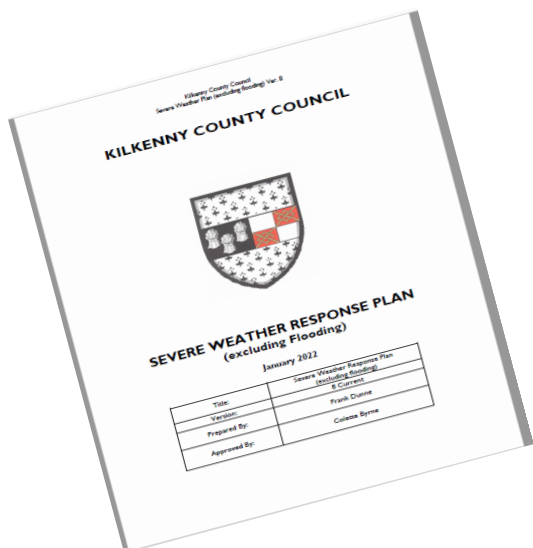 Kilkenny County Council
Severe Weather Plan (excluding flooding) Ver. 8
KILKENNY COUNTY COUNCIL
SEVERE WEATHER RESPONSE PLAN
(excluding Flooding)
January 2022
Title: Severe Weather Response Plan
(excluding flooding)
Version: 8 Current
Prepared By: Frank Dunne
Approved By: Colette Byrne